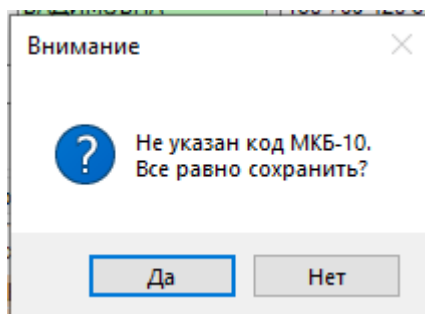 Внимание
Не указан код МКБ-10.
Все равно сохранить?
Да
Нет